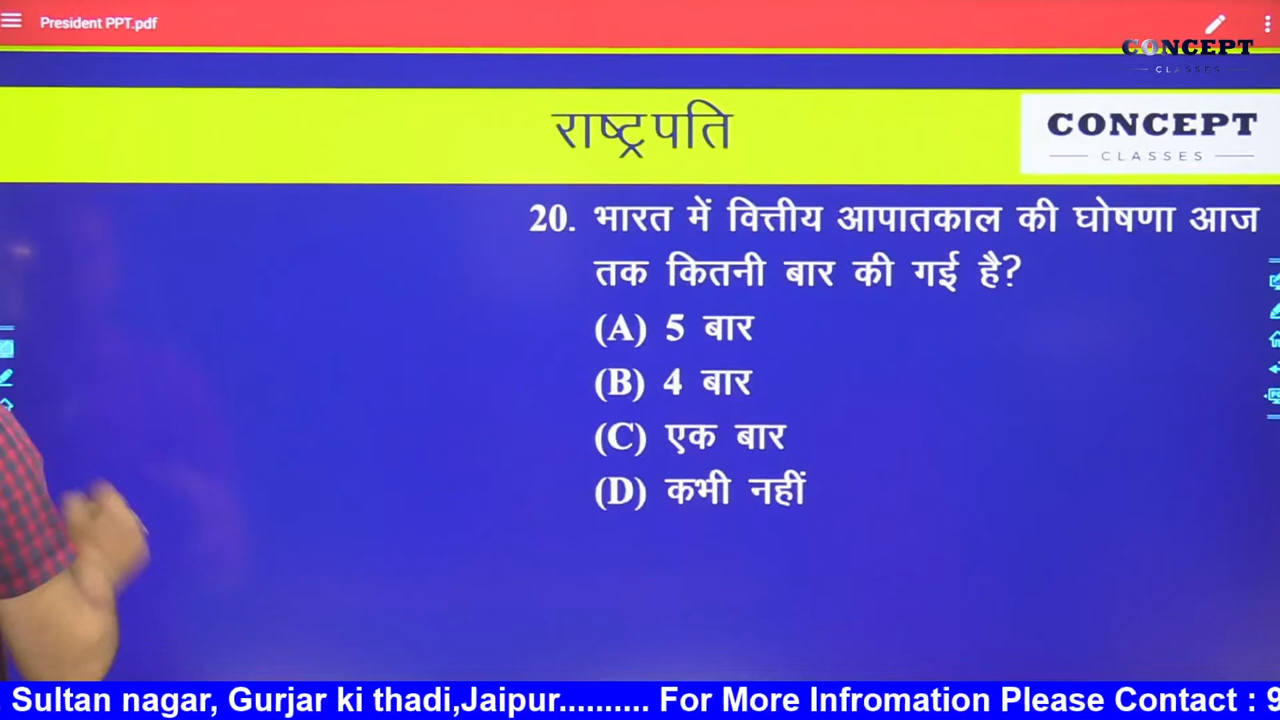 President PPT.pdf
CONCEPT
CLASSES
राष्ट्रपति
CONCEPT
CLASSES
20. भारत में वित्तीय आपातकाल की घोषणा आज
तक कितनी बार की गई है?
(A) 5 बार
(B) 4 बार
(C) एक बार
(D) कभी नहीं
Sultan nagar, Gurjar ki thadi,Jaipur.......... For More Infromation Please Contact : 9